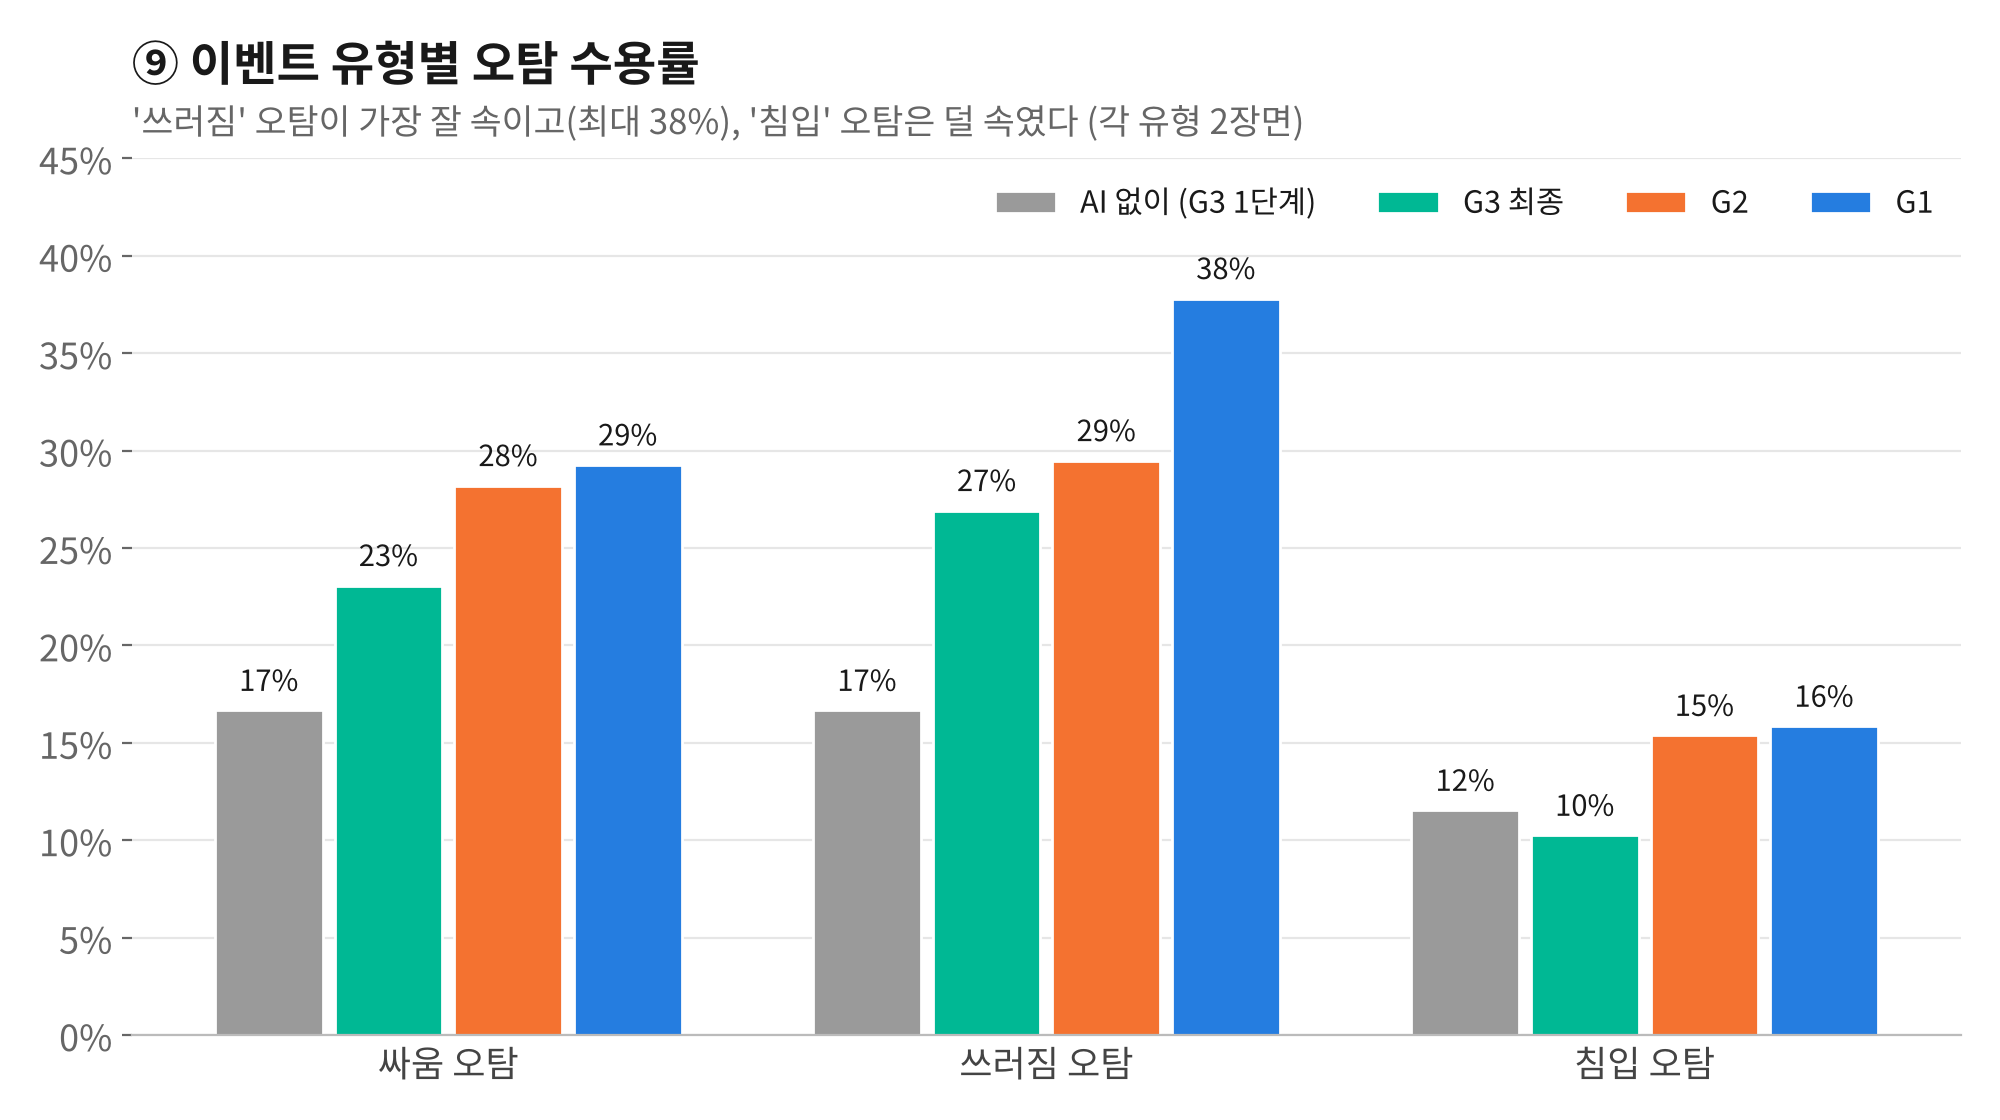 ⑨ 이벤트 유형별 오탐 수용률
'쓰러짐' 오탐이 가장 잘 속이고(최대 38%), '침입' 오탐은 덜 속였다 (각 유형 2장면)
AI 없이 (G3 1단계) G3 최종 G2 G1
45%
40%
35%
30%
25%
20%
15%
10%
5%
0%
17% 23% 28% 29%
17% 27% 29% 38%
12% 10% 15% 16%
싸움 오탐 쓰러짐 오탐 침입 오탐